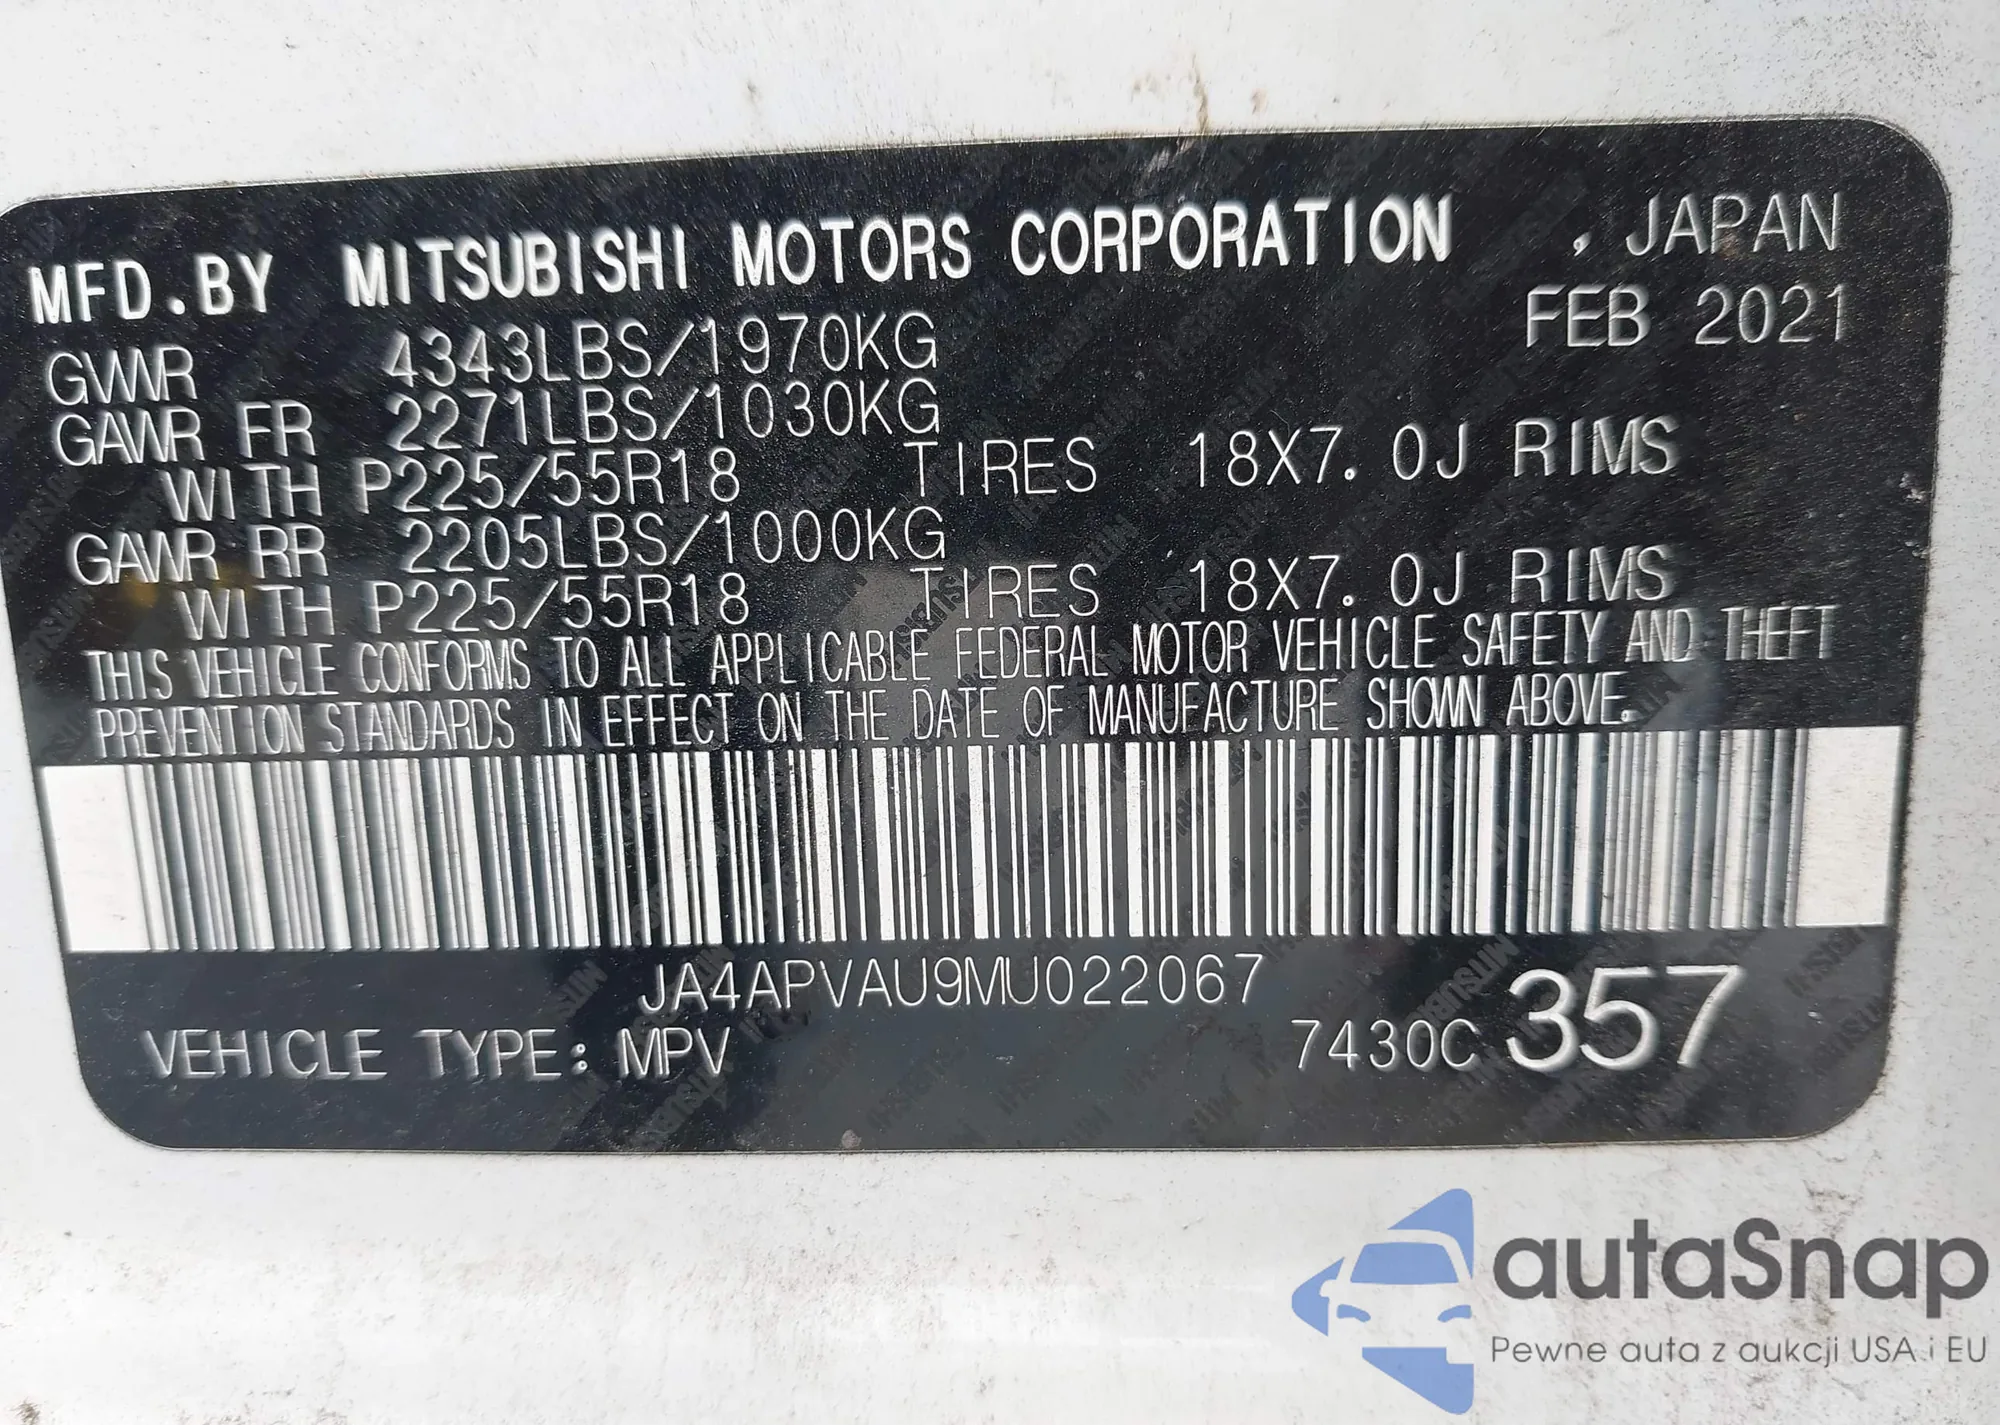 MFD.BY MITSUBISHI MOTORS CORPORATION , JAPAN
FEB 2021
GVWR 4343LBS/1970KG
GAWR FR 2271LBS/1030KG
WITH P225/55R18 TIRES 18X7.0J RIMS
GAWR RR 2205LBS/1000KG
WITH P225/55R18 TIRES 18X7.0J RIMS
THIS VEHICLE CONFORMS TO ALL APPLICABLE FEDERAL MOTOR VEHICLE SAFETY AND THEFT
PREVENTION STANDARDS IN EFFECT ON THE DATE OF MANUFACTURE SHOWN ABOVE.
JA4APVAU9MU022067
VEHICLE TYPE: MPV 7430C 357
autaSnap
Pewne auta z aukcji USA i EU